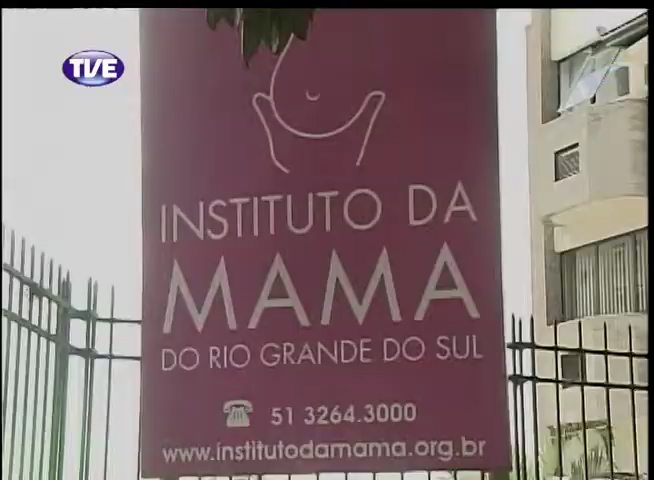 TVE
INSTITUTO DA
MAMA
DO RIO GRANDE DO SUL
51 3264.3000
www.institutodamama.org.br